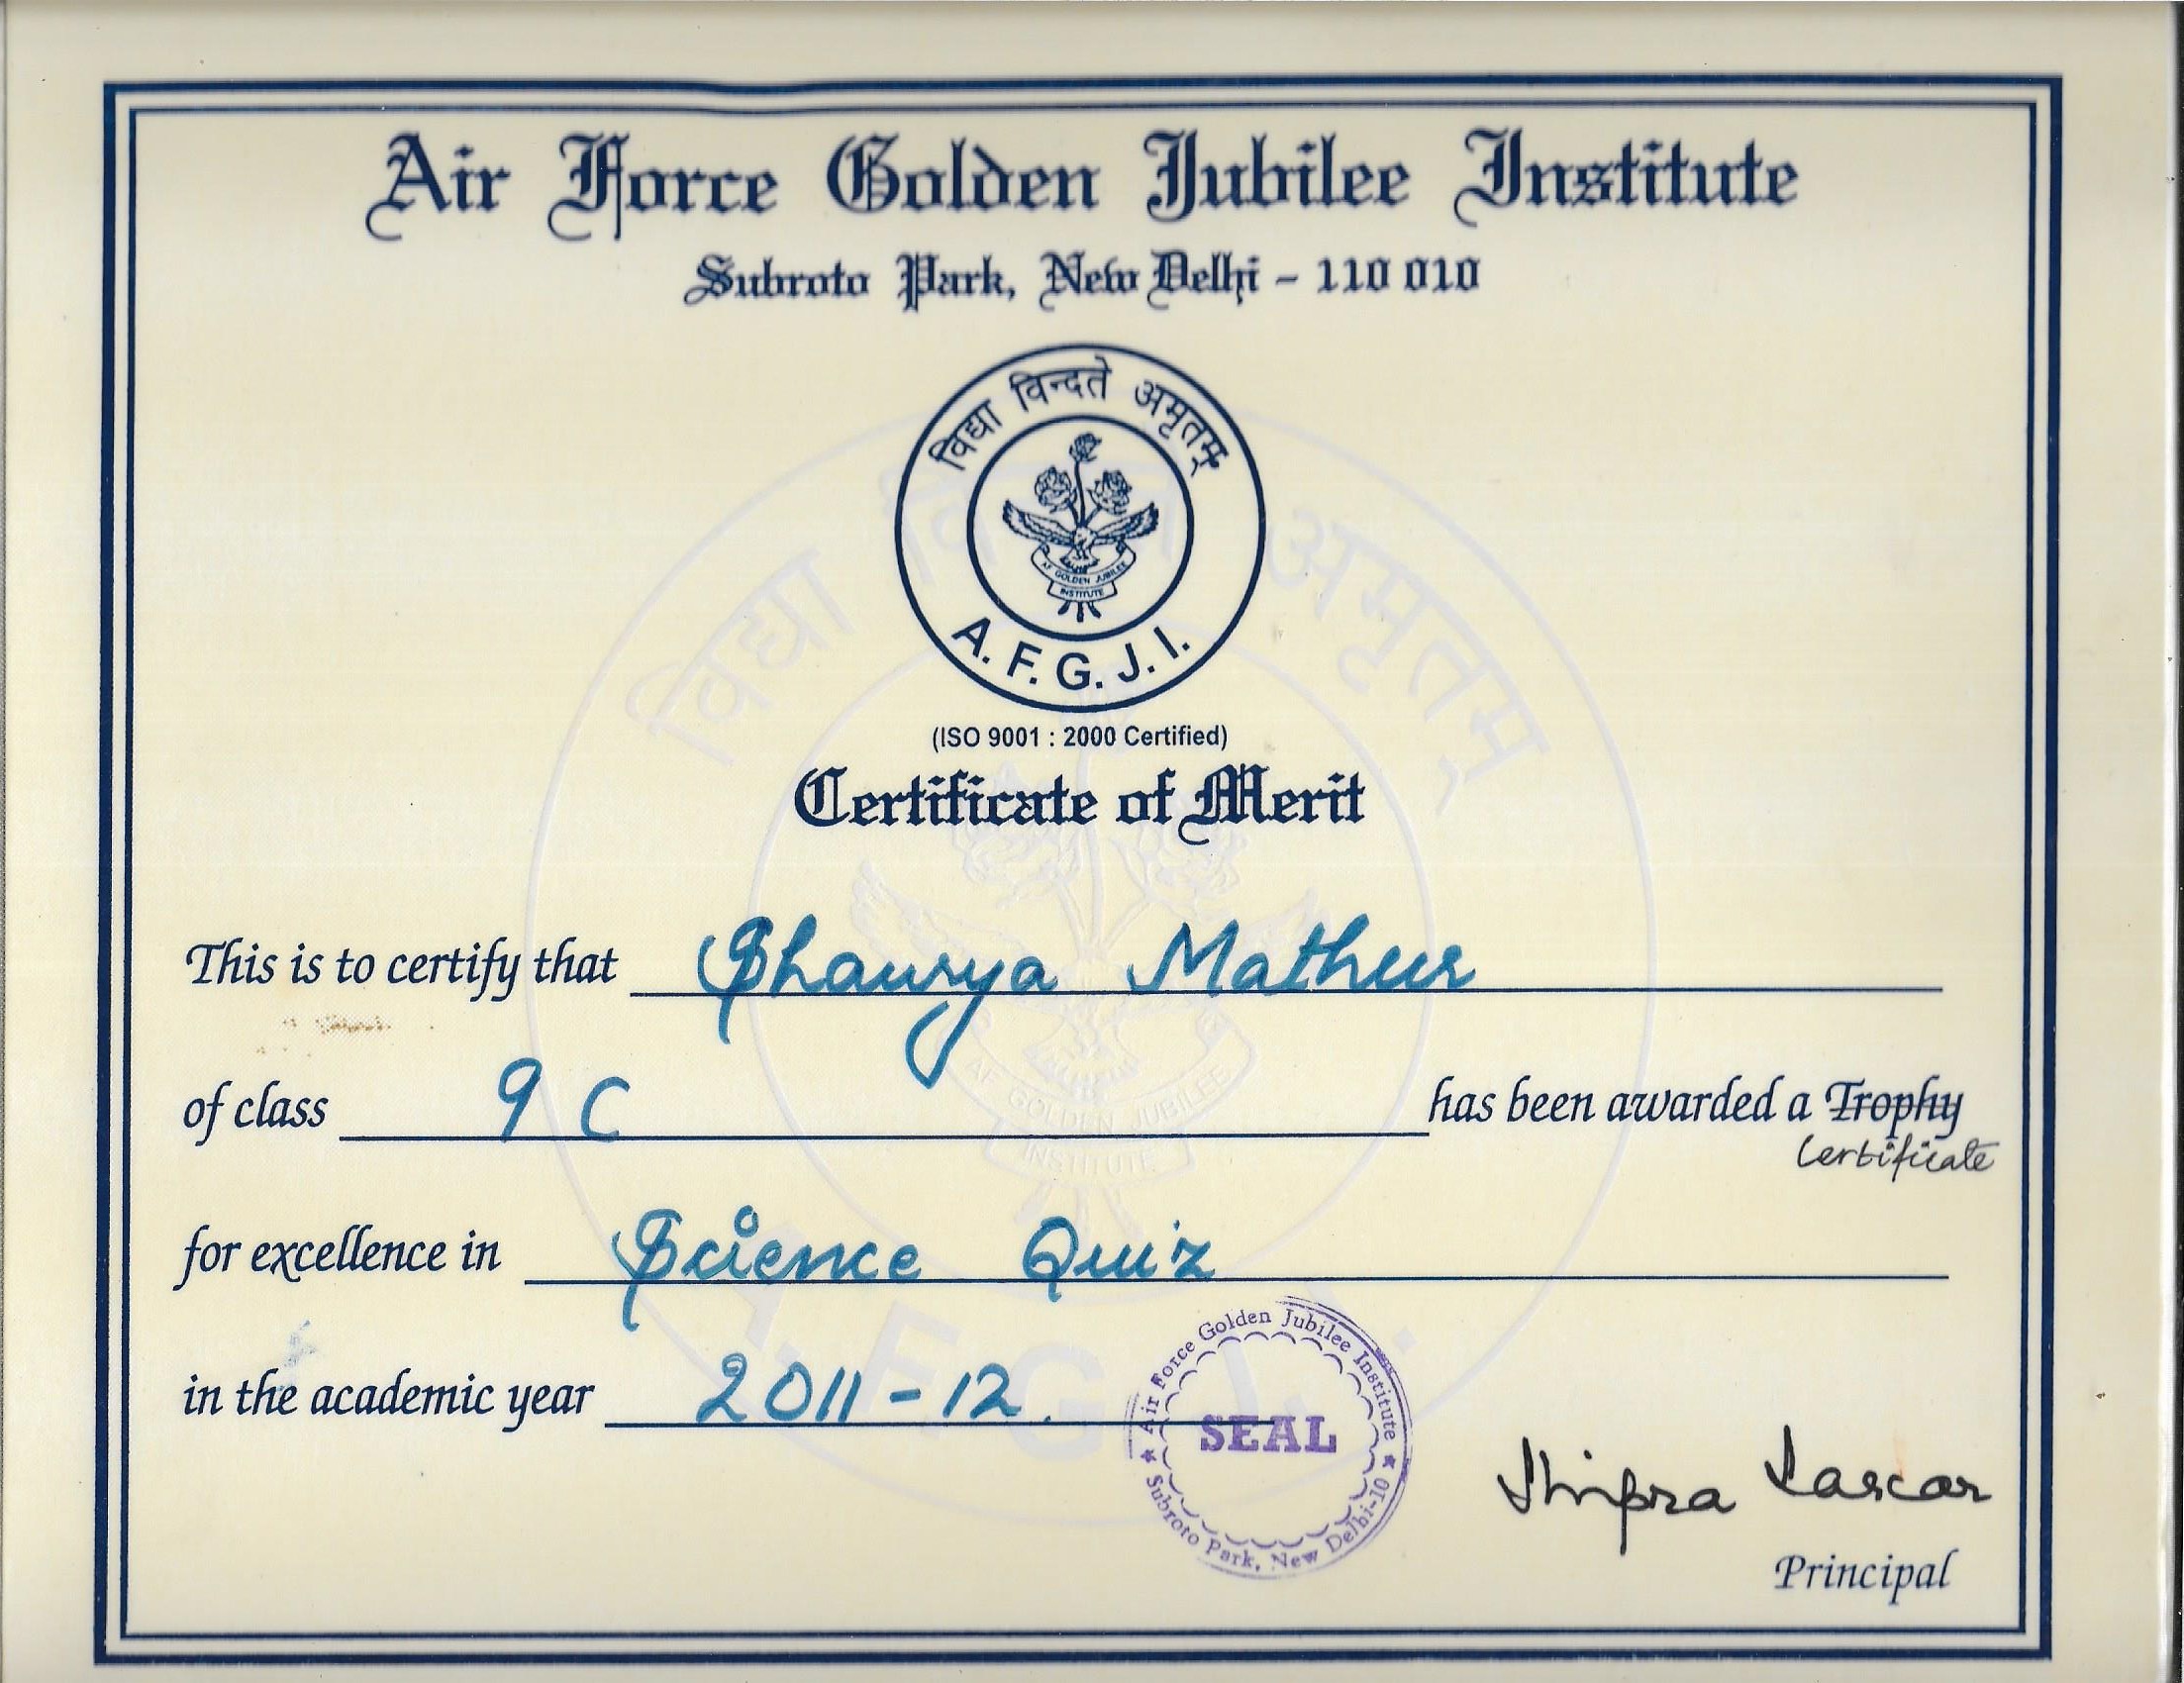 Air Force Golden Jubilee Institute
Subroto Park, New Delhi - 110 010
विद्या विन्दते अमृतम्
AF GOLDEN JUBILEE
INSTITUTE
A. F. G. J. I.
(ISO 9001 : 2000 Certified)
Certificate of Merit
This is to certify that Shaurya Mathur
of class 9 C has been awarded a Trophy
Certificate
for excellence in Science Quiz
in the academic year 2011-12.
Air Force Golden Jubilee Institute
SEAL
Subroto Park, New Delhi-10
Shipra Sarcar
Principal